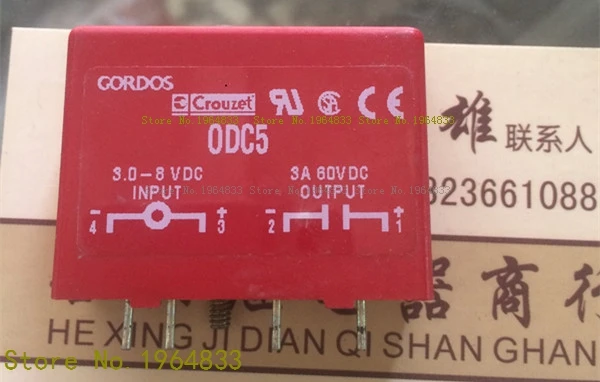 GORDOS
Crouzet
CE
Store No.1964833 Store No.1964833 Store No.1964833
ODC5
3.0-8 VDC 3A 60VDC
INPUT OUTPUT
- + - +
4 3 2 1
雄 联系人
823661088
器商行
HE XING JI DIAN QI SHAN GHAN
Store No 1964833